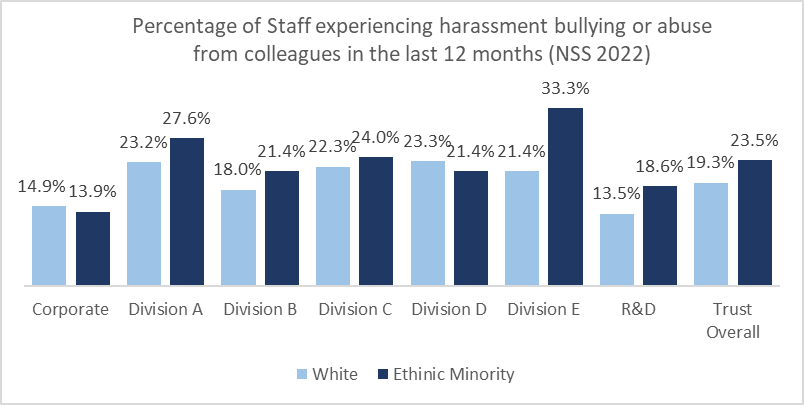 Percentage of Staff experiencing harassment bullying or abuse
from colleagues in the last 12 months (NSS 2022)
14.9% 13.9% 23.2% 27.6% 18.0% 21.4% 22.3% 24.0% 23.3% 21.4% 21.4% 33.3% 13.5% 18.6% 19.3% 23.5%
Corporate Division A Division B Division C Division D Division E R&D Trust
Overall
White Ethinic Minority